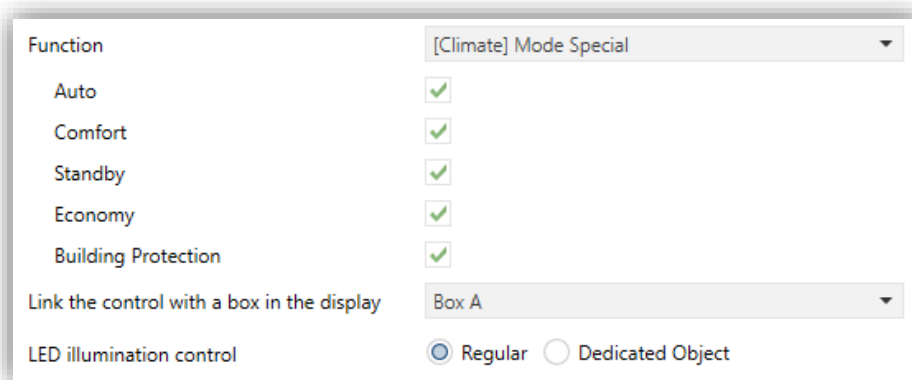 Function [Climate] Mode Special
Auto
Comfort
Standby
Economy
Building Protection
Link the control with a box in the display Box A
LED illumination control Regular Dedicated Object